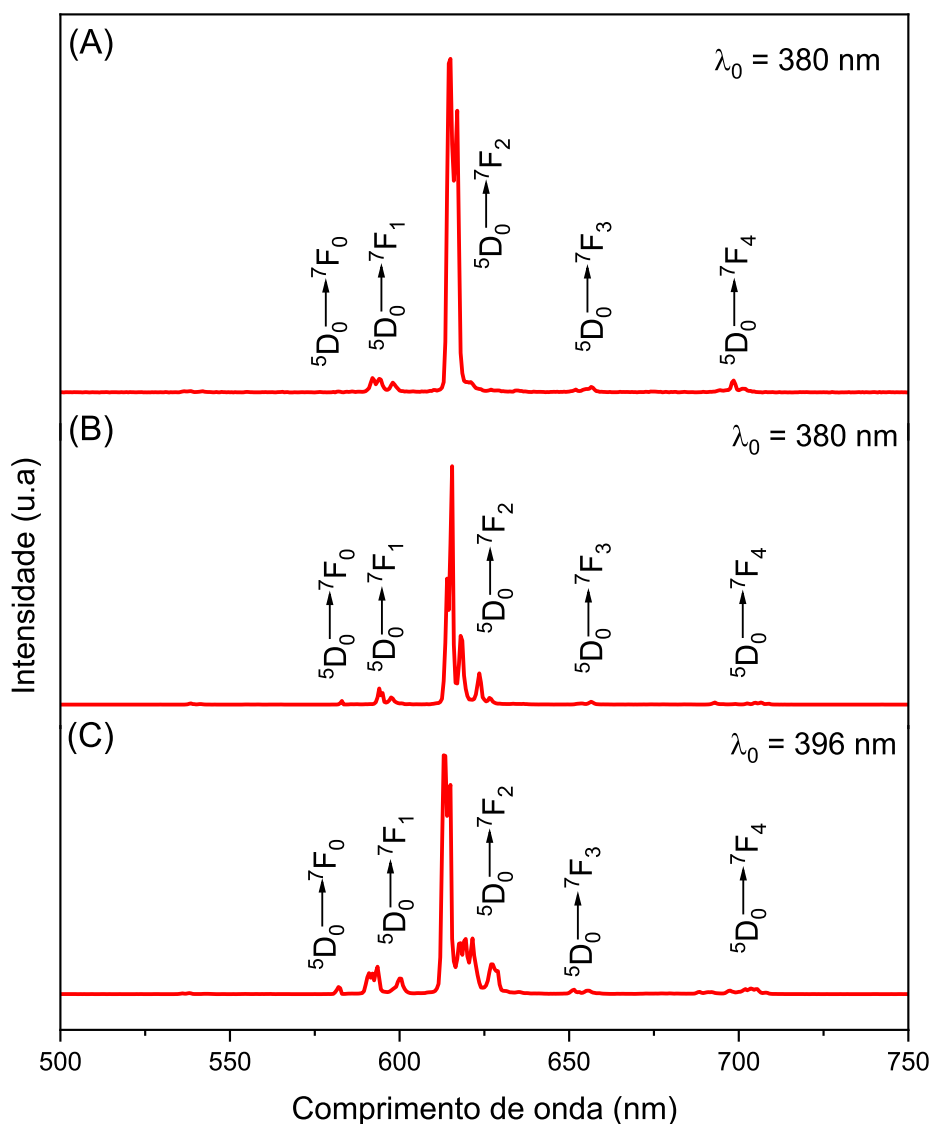 (A)
λ₀ = 380 nm
⁵D₀→⁷F₀
⁵D₀→⁷F₁
⁵D₀→⁷F₂
⁵D₀→⁷F₃
⁵D₀→⁷F₄
(B)
λ₀ = 380 nm
⁵D₀→⁷F₀
⁵D₀→⁷F₁
⁵D₀→⁷F₂
⁵D₀→⁷F₃
⁵D₀→⁷F₄
(C)
λ₀ = 396 nm
⁵D₀→⁷F₀
⁵D₀→⁷F₁
⁵D₀→⁷F₂
⁵D₀→⁷F₃
⁵D₀→⁷F₄
Intensidade (u.a)
500 550 600 650 700 750
Comprimento de onda (nm)